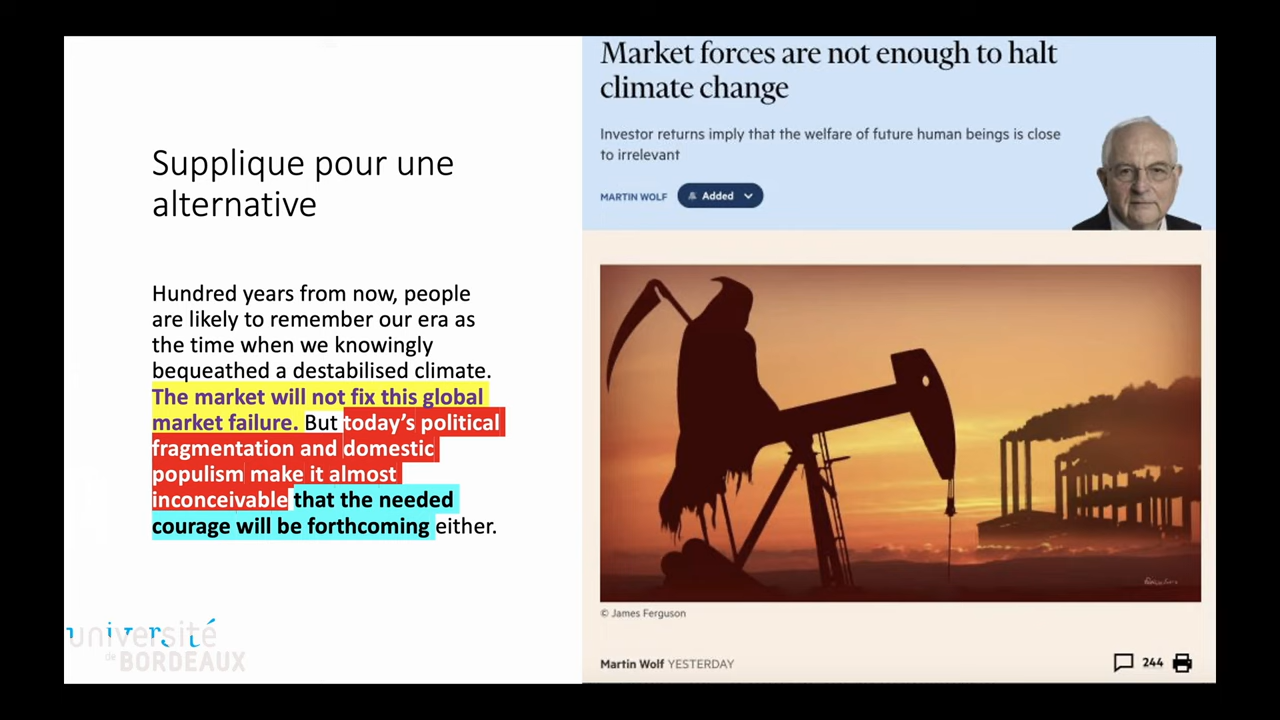 Supplique pour une
alternative
Hundred years from now, people
are likely to remember our era as
the time when we knowingly
bequeathed a destabilised climate.
The market will not fix this global
market failure. But today’s political
fragmentation and domestic
populism make it almost
inconceivable that the needed
courage will be forthcoming either.
université
de BORDEAUX
Market forces are not enough to halt
climate change
Investor returns imply that the welfare of future human beings is close
to irrelevant
MARTIN WOLF Added
© James Ferguson
Martin Wolf YESTERDAY
244